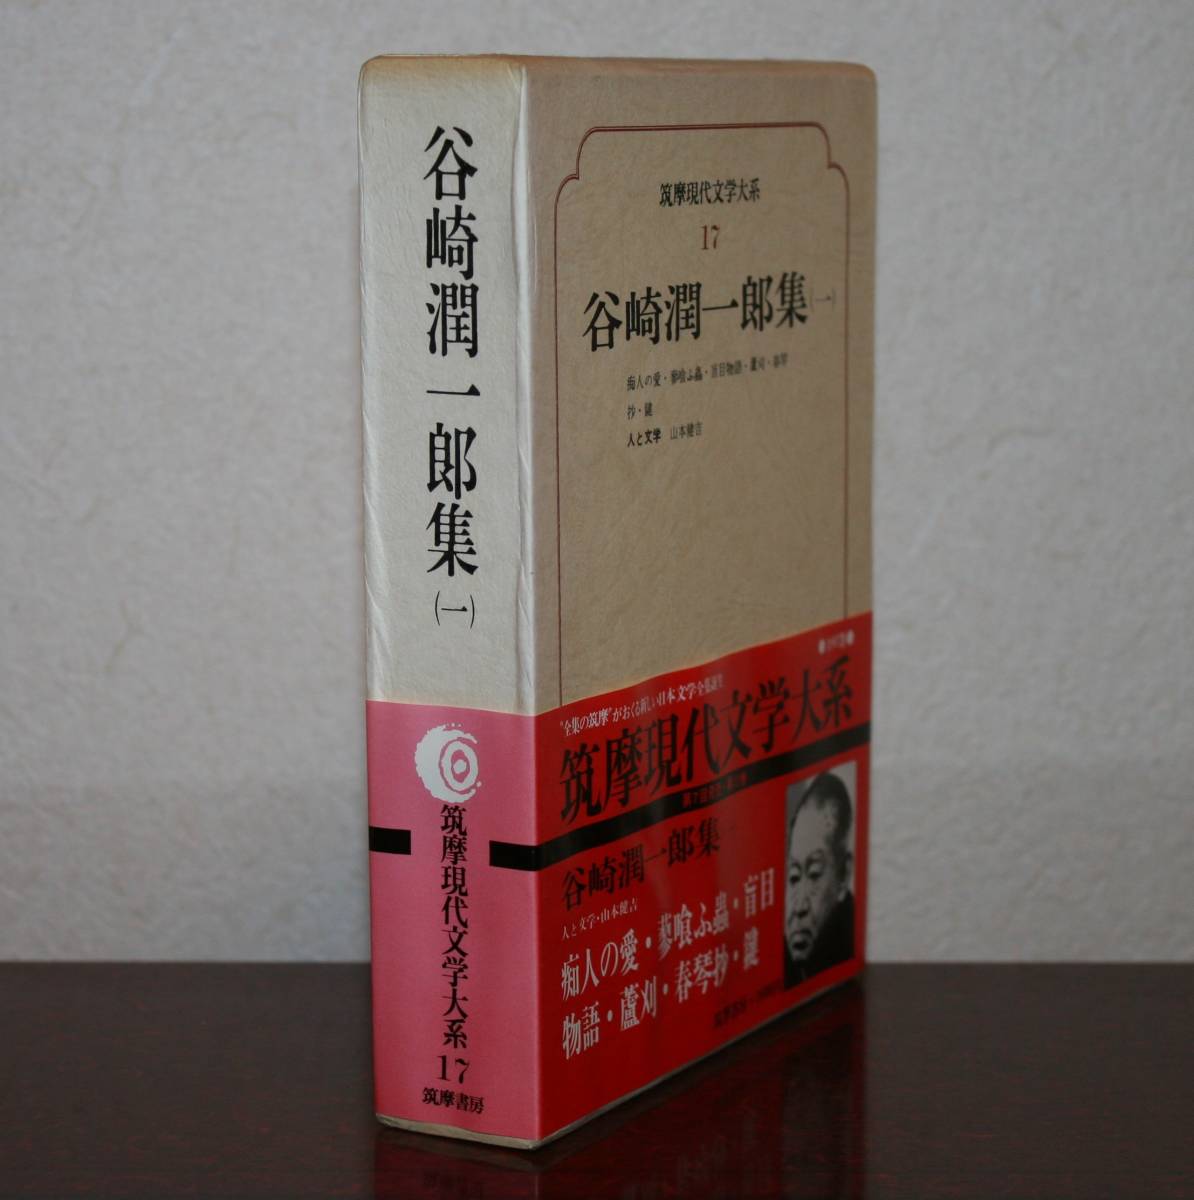 谷崎潤一郎集(一)
筑摩現代文学大系
17
筑摩書房
筑摩現代文学大系
17
谷崎潤一郎集(一)
痴人の愛・蓼喰ふ蟲・盲目物語・蘆刈・春琴
抄・鍵
人と文学 山本健吉
"全集の筑摩"がおくる新しい日本文学全集誕生
筑摩現代文学大系
谷崎潤一郎集
人と文学・山本健吉
痴人の愛・蓼喰ふ蟲・盲目
物語・蘆刈・春琴抄・鍵
筑摩書房